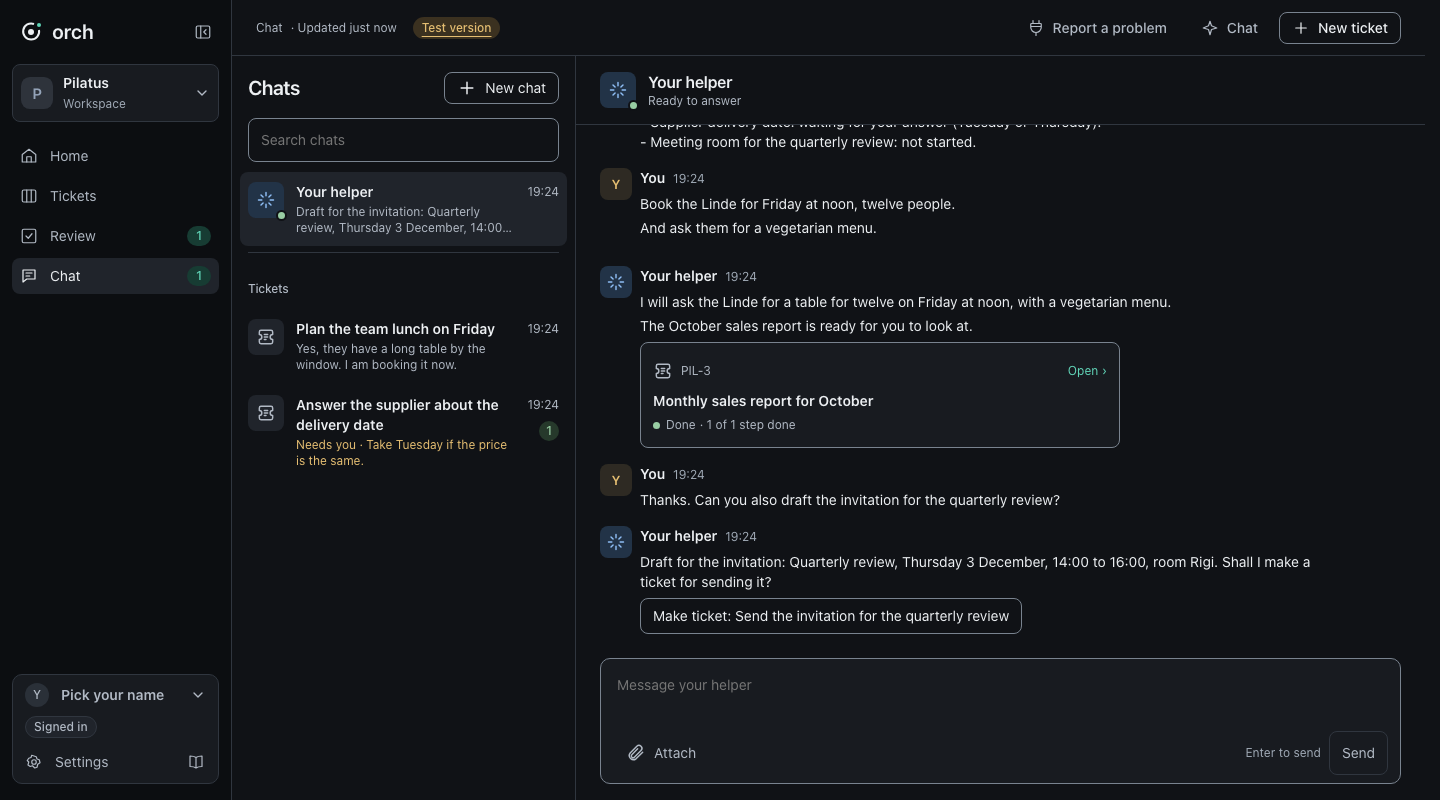 orch
Chat · Updated just now
Test version
Report a problem
Chat
New ticket
P
Pilatus
Workspace
Home
Tickets
Review
1
Chat
1
Y
Pick your name
Signed in
Settings
Chats
New chat
Search chats
Your helper
19:24
Draft for the invitation: Quarterly
review, Thursday 3 December, 14:00...
Tickets
Plan the team lunch on Friday
19:24
Yes, they have a long table by the
window. I am booking it now.
Answer the supplier about the
19:24
delivery date
1
Needs you · Take Tuesday if the price
is the same.
Your helper
Ready to answer
- Supplier delivery date: waiting for your answer (Tuesday or Thursday).
- Meeting room for the quarterly review: not started.
Y
You 19:24
Book the Linde for Friday at noon, twelve people.
And ask them for a vegetarian menu.
Your helper 19:24
I will ask the Linde for a table for twelve on Friday at noon, with a vegetarian menu.
The October sales report is ready for you to look at.
PIL-3
Open ›
Monthly sales report for October
Done · 1 of 1 step done
Y
You 19:24
Thanks. Can you also draft the invitation for the quarterly review?
Your helper 19:24
Draft for the invitation: Quarterly review, Thursday 3 December, 14:00 to 16:00, room Rigi. Shall I make a
ticket for sending it?
Make ticket: Send the invitation for the quarterly review
Message your helper
Attach
Enter to send
Send